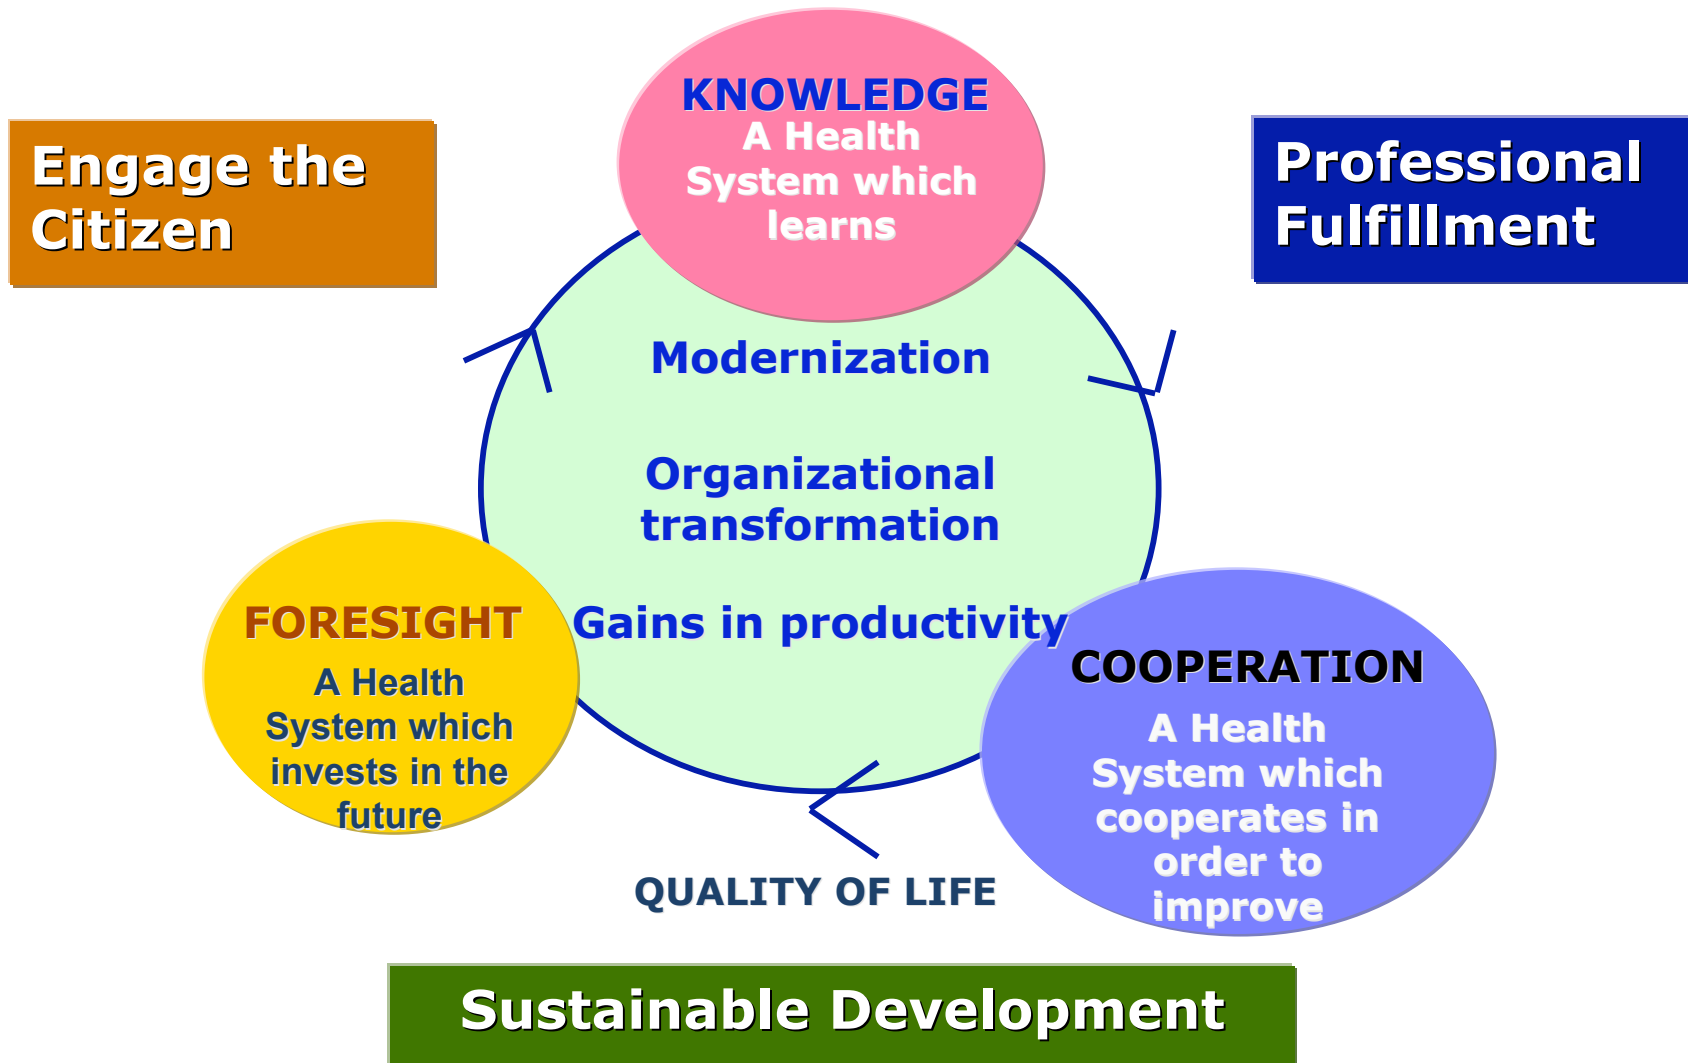 KNOWLEDGE
A Health
System which
learns
Engage the
Citizen
Professional
Fulfillment
Modernization
Organizational
transformation
Gains in productivity
FORESIGHT
A Health
System which
invests in the
future
COOPERATION
A Health
System which
cooperates in
order to
improve
QUALITY OF LIFE
Sustainable Development